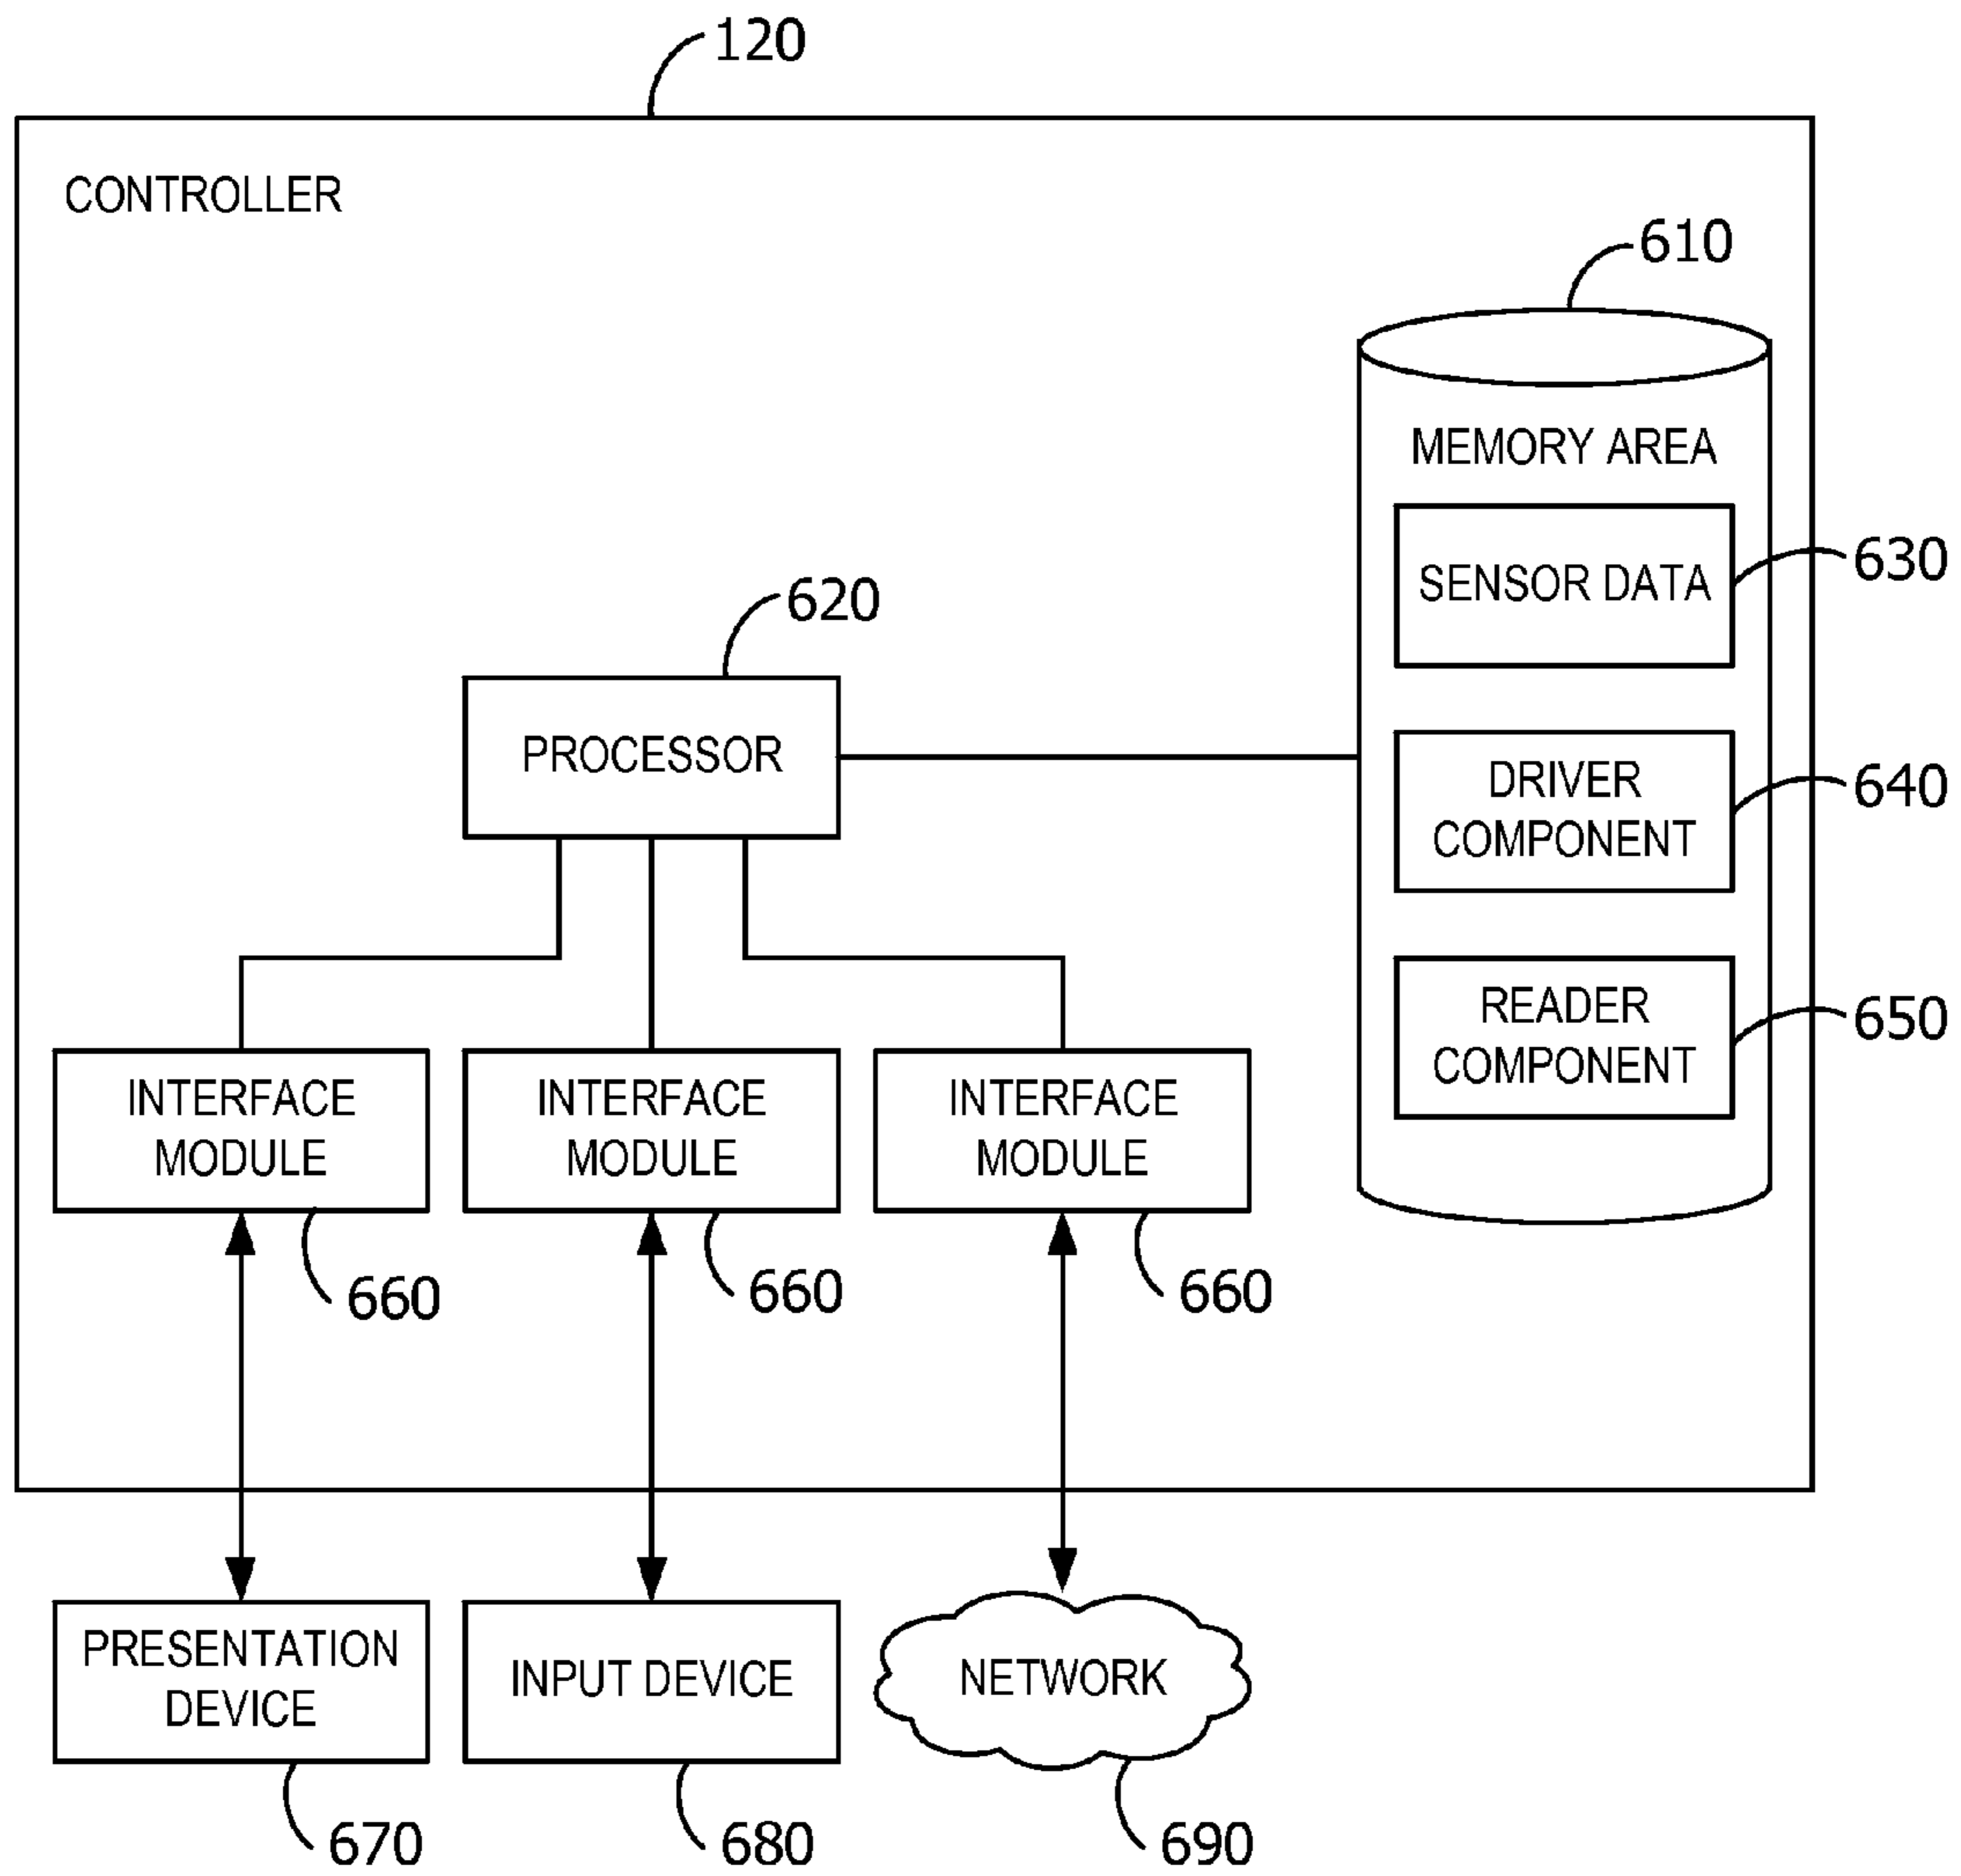 120
CONTROLLER
610
MEMORY AREA
SENSOR DATA
630
620
PROCESSOR
DRIVER
COMPONENT
640
READER
COMPONENT
650
INTERFACE
MODULE
INTERFACE
MODULE
INTERFACE
MODULE
660
660
660
PRESENTATION
DEVICE
INPUT DEVICE
NETWORK
670
680
690